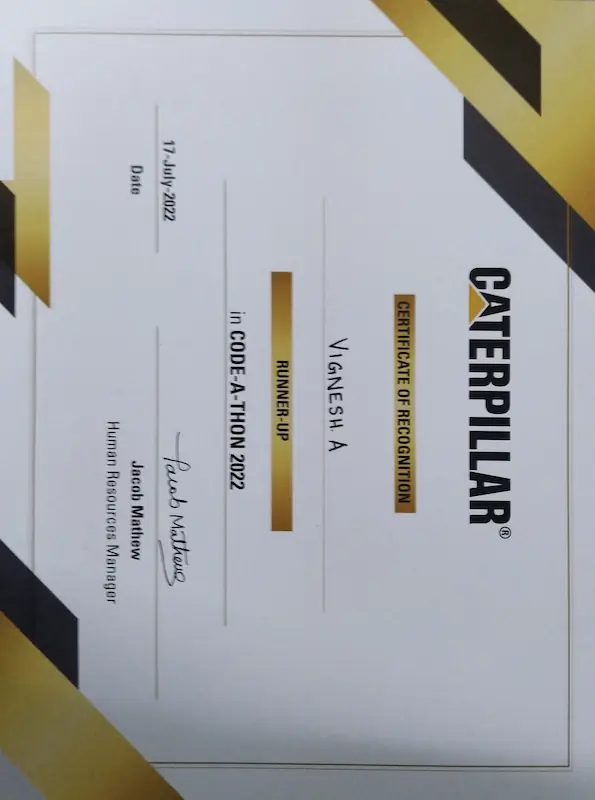 CATERPILLAR®
CERTIFICATE OF RECOGNITION
VIGNESH. A
RUNNER-UP
in CODE-A-THON 2022
17-July-2022
Date
Jacob Mathews
Jacob Mathew
Human Resources Manager